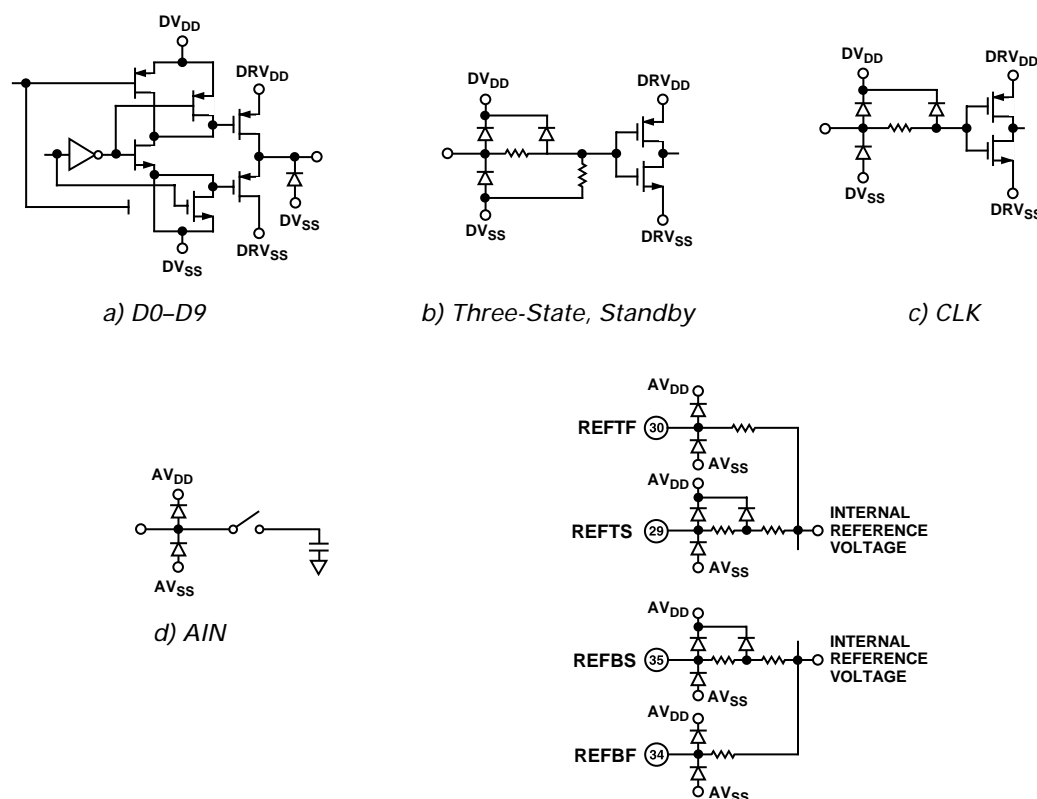 DVDD
DRVDD
DVSS
DVSS
DRVSS
a) D0–D9
DVDD
DRVDD
DVSS
DRVSS
b) Three-State, Standby
DVDD
DRVDD
DVSS
DRVSS
c) CLK
AVDD
AVSS
d) AIN
AVDD
REFTF 30
AVSS
AVDD
REFTS 29
AVSS
INTERNAL
REFERENCE
VOLTAGE
AVDD
REFBS 35
AVSS
INTERNAL
REFERENCE
VOLTAGE
AVDD
REFBF 34
AVSS